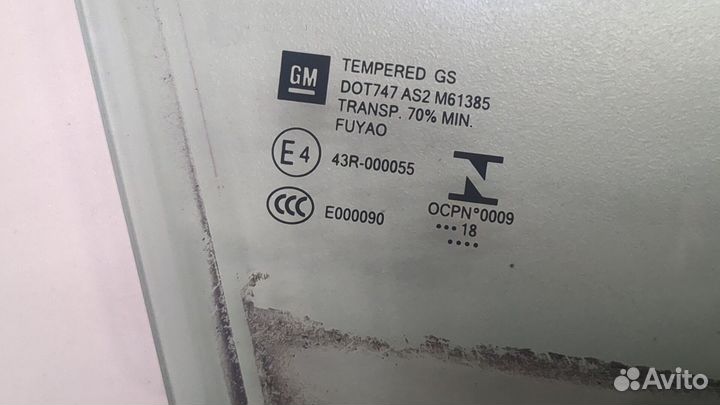 GM
TEMPERED GS
DOT747 AS2 M61385
TRANSP. 70% MIN.
FUYAO
E4
43R-000055
CCC
E000090
OCPN°0009
••• 18
••••
Avito